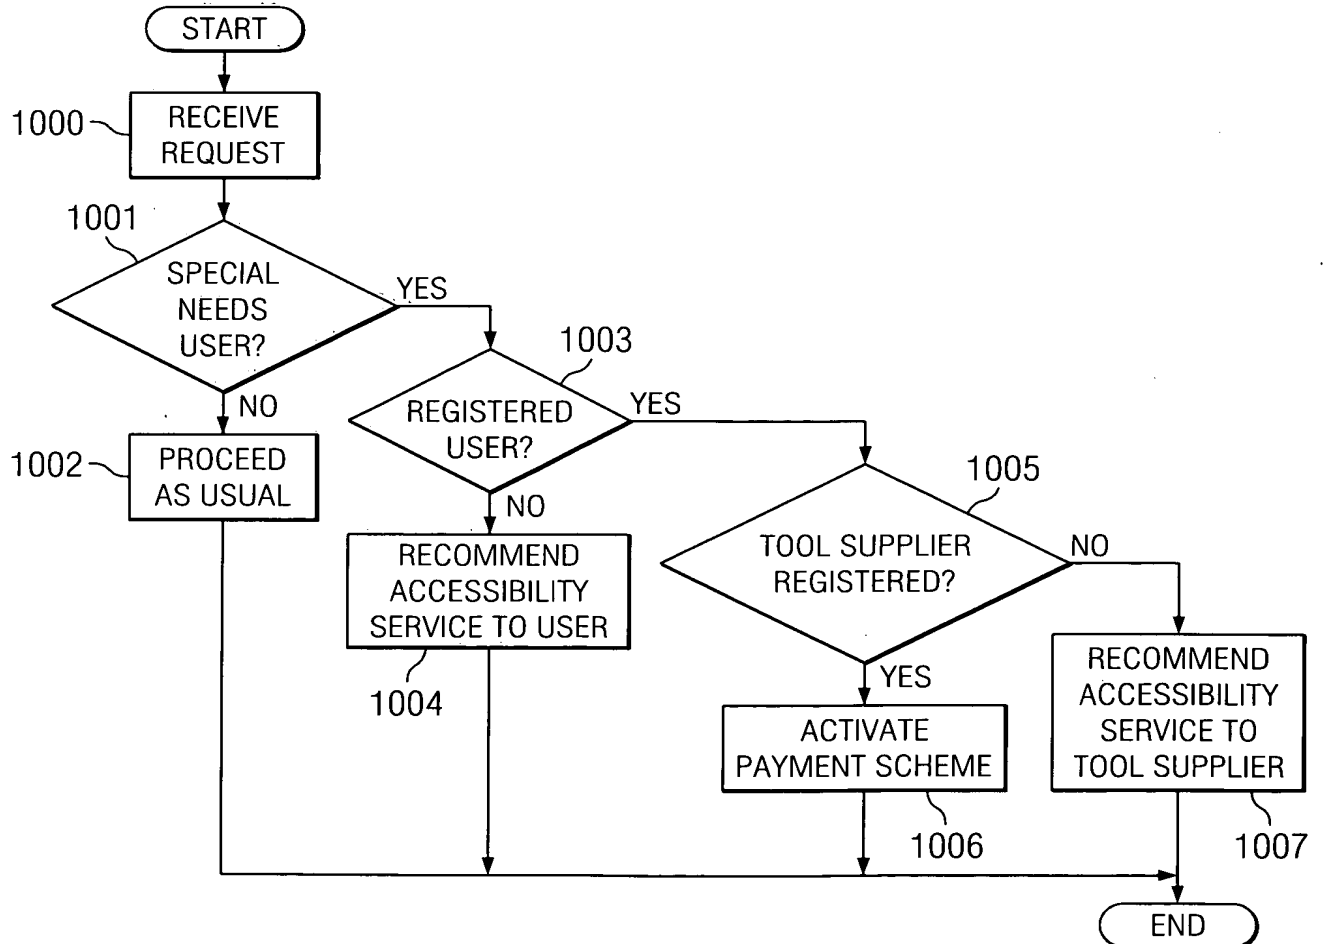 START
1000
RECEIVE
REQUEST
1001
SPECIAL
NEEDS
USER?
YES
NO
1002
PROCEED
AS USUAL
1003
REGISTERED
USER?
YES
NO
RECOMMEND
ACCESSIBILITY
SERVICE TO USER
1004
1005
TOOL SUPPLIER
REGISTERED?
NO
YES
ACTIVATE
PAYMENT SCHEME
1006
RECOMMEND
ACCESSIBILITY
SERVICE TO
TOOL SUPPLIER
1007
END